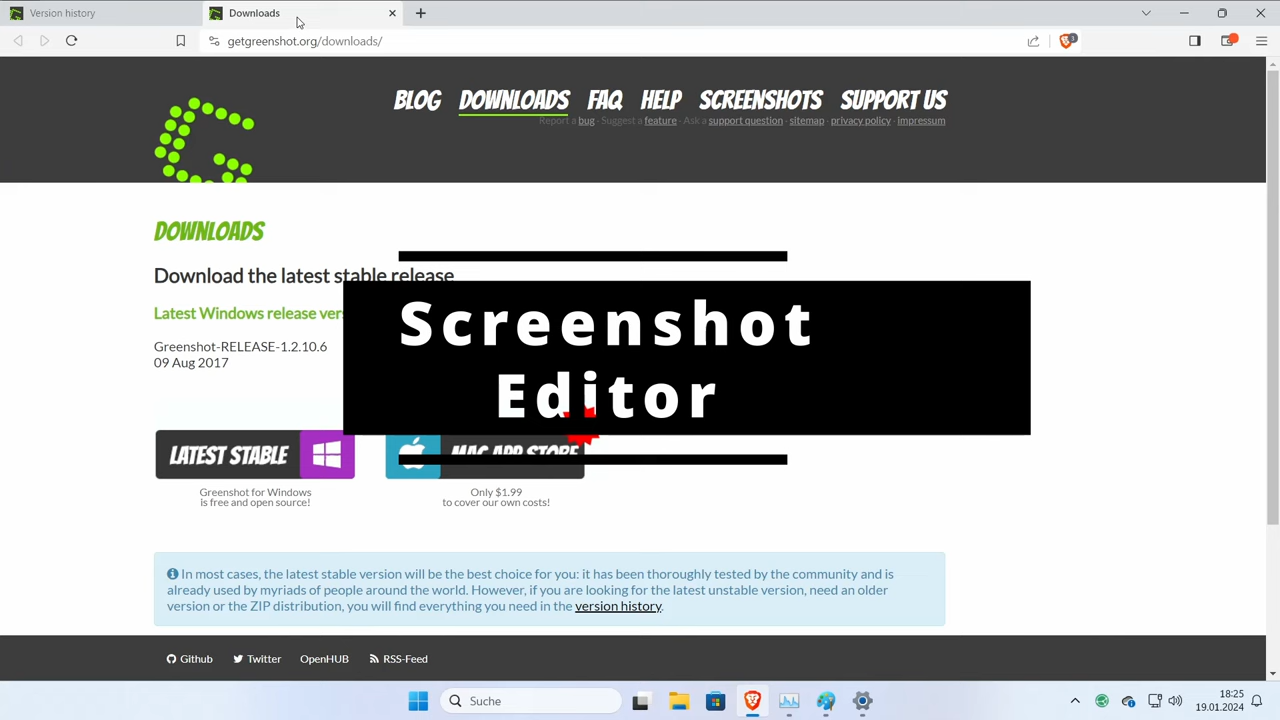 Version history
Downloads
getgreenshot.org/downloads/
3
BLOG DOWNLOADS FAQ HELP SCREENSHOTS SUPPORT US
Report a bug · Suggest a feature · Ask a support question · sitemap · privacy policy · impressum
DOWNLOADS
Download the latest stable release
Latest Windows release ver
Greenshot-RELEASE-1.2.10.6
09 Aug 2017
Screenshot
Editor
LATEST STABLE
MAC APP STORE
Greenshot for Windows
is free and open source!
Only $1.99
to cover our own costs!
In most cases, the latest stable version will be the best choice for you: it has been thoroughly tested by the community and is
already used by myriads of people around the world. However, if you are looking for the latest unstable version, need an older
version or the ZIP distribution, you will find everything you need in the version history.
Github Twitter OpenHUB RSS-Feed
Suche
18:25
19.01.2024